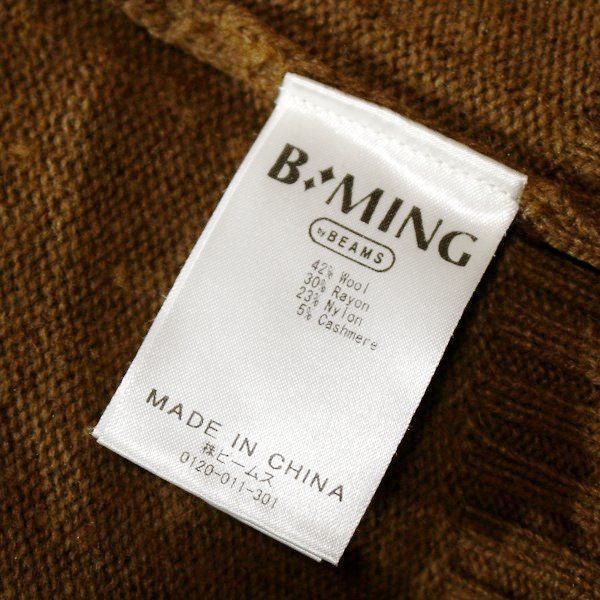 B:·MING
by BEAMS
42% Wool
30% Rayon
23% Nylon
5% Cashmere
MADE IN CHINA
㈱ビームス
0120-011-301